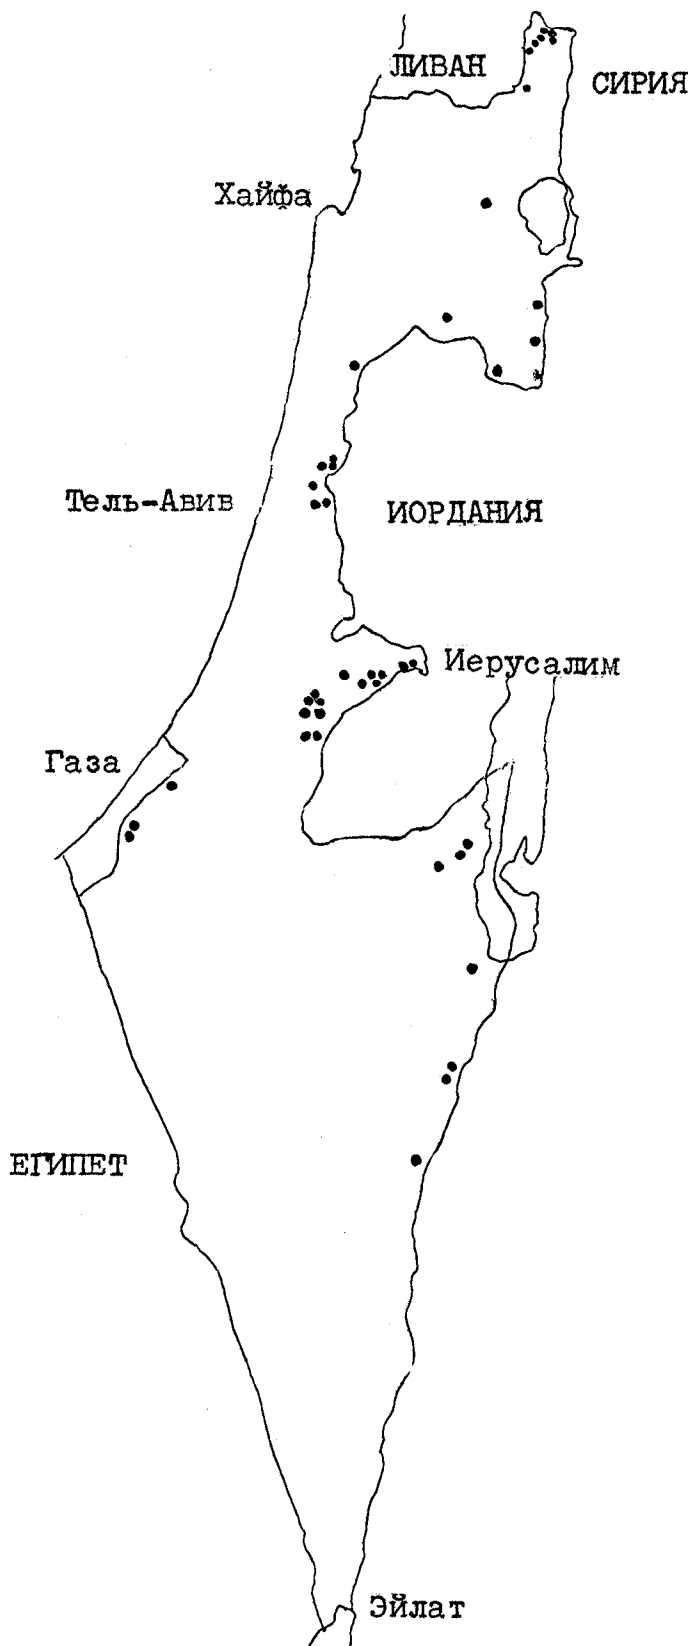 ЛИВАН
СИРИЯ
Хайфа
Тель-Авив
ИОРДАНИЯ
Иерусалим
Газа
ЕГИПЕТ
Эйлат